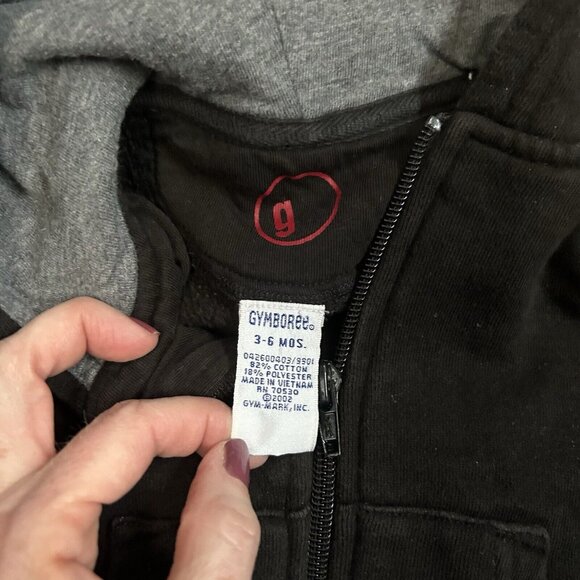 g
GYMBORee®
3-6 MOS.
042600403/9901
82% COTTON
18% POLYESTER
MADE IN VIETNAM
RN 70530
©2002
GYM-MARK, INC.